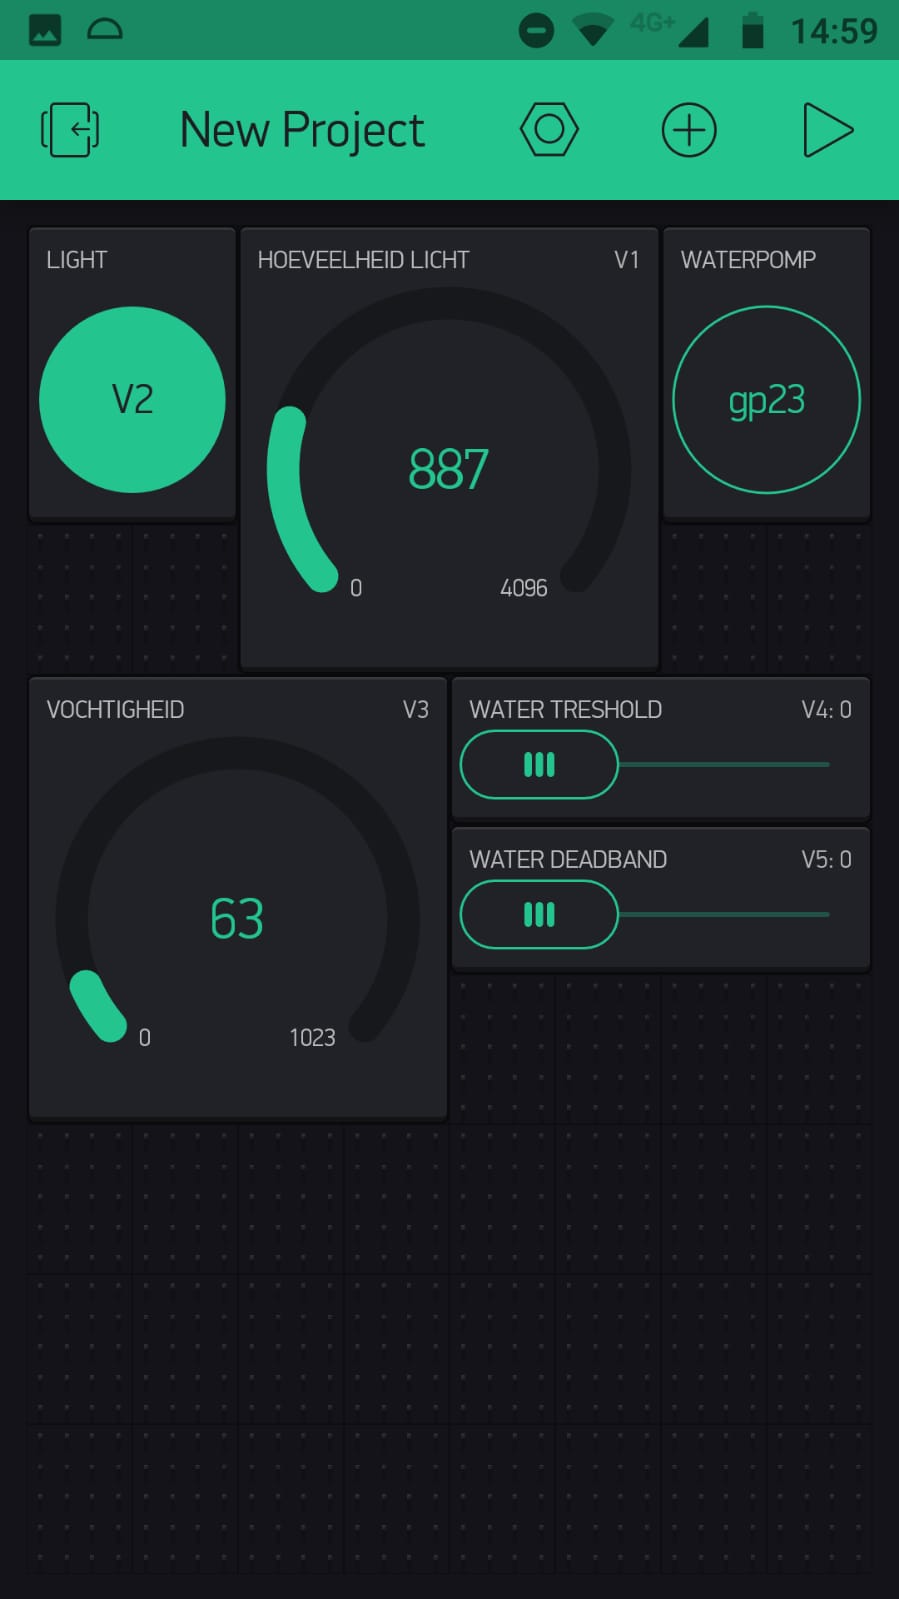 4G+ 14:59
New Project
LIGHT
V2
HOEVEELHEID LICHT V1
887
0 4096
WATERPOMP
gp23
VOCHTIGHEID V3
63
0 1023
WATER TRESHOLD V4: 0
WATER DEADBAND V5: 0